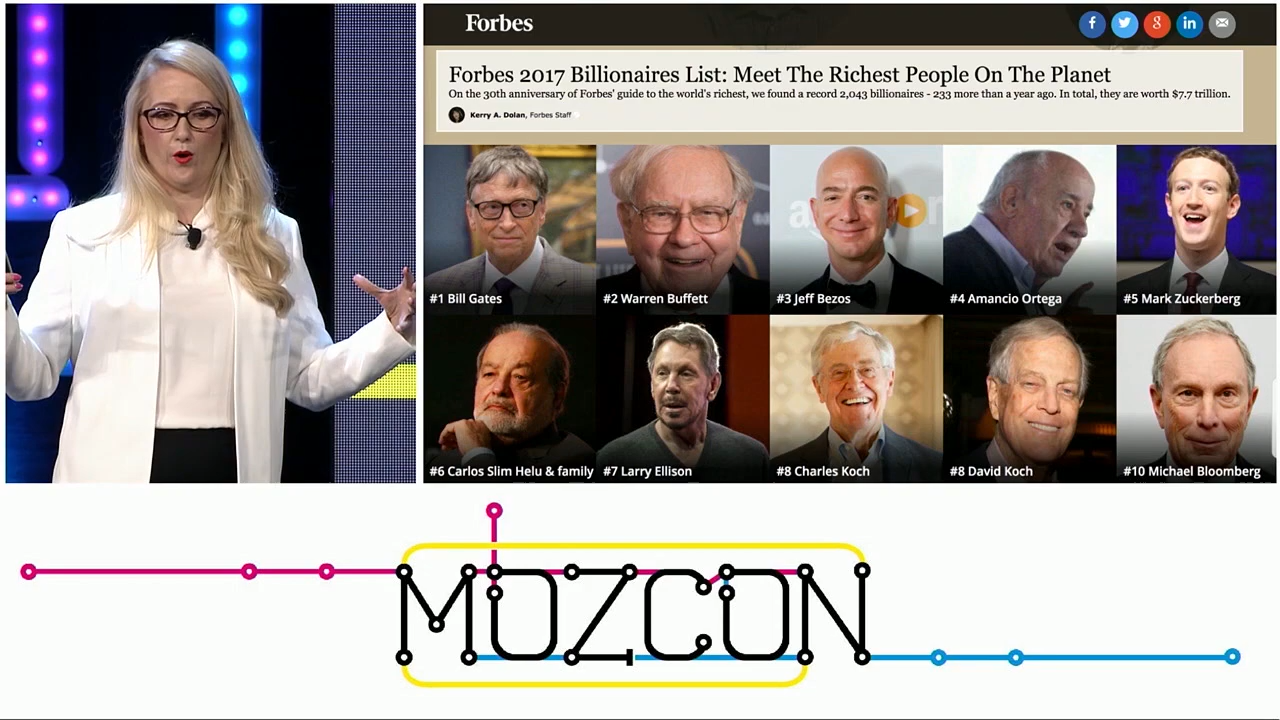 Forbes
Forbes 2017 Billionaires List: Meet The Richest People On The Planet
On the 30th anniversary of Forbes' guide to the world's richest, we found a record 2,043 billionaires - 233 more than a year ago. In total, they are worth $7.7 trillion.
Kerry A. Dolan, Forbes Staff
#1 Bill Gates
#2 Warren Buffett
#3 Jeff Bezos
#4 Amancio Ortega
#5 Mark Zuckerberg
#6 Carlos Slim Helu & family
#7 Larry Ellison
#8 Charles Koch
#8 David Koch
#10 Michael Bloomberg
MOZCON